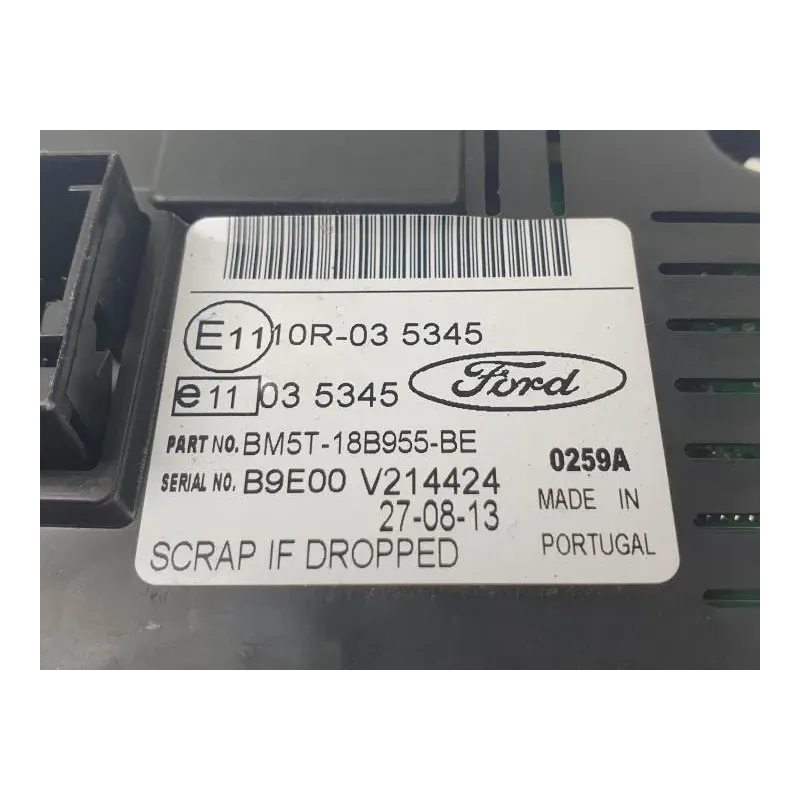 E11 10R-03 5345
e11 03 5345 Ford
PART NO. BM5T-18B955-BE
SERIAL NO. B9E00 V214424 0259A
27-08-13 MADE IN
SCRAP IF DROPPED PORTUGAL